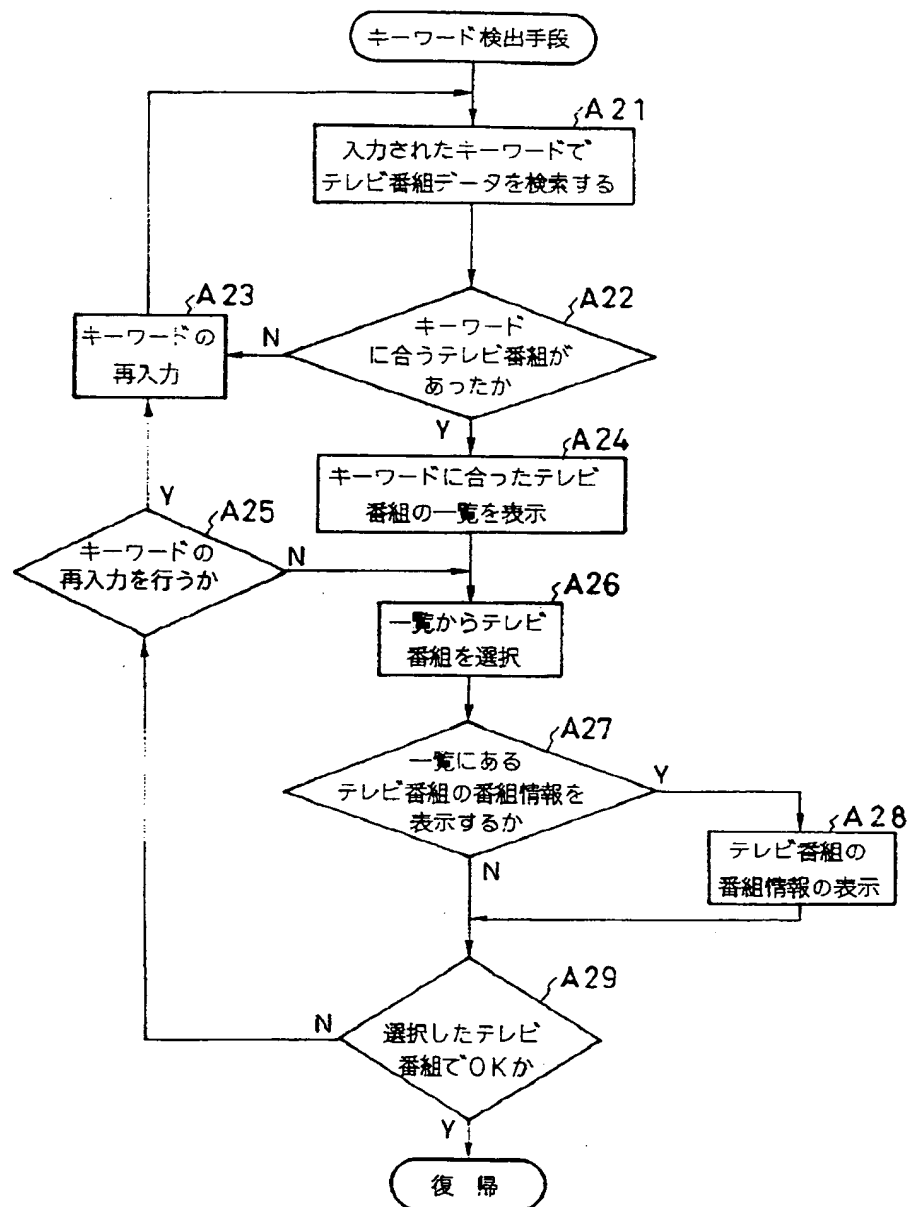 キーワード検出手段
A21
入力されたキーワードで
テレビ番組データを検索する
A22
キーワード
に合うテレビ番組が
あったか
N
Y
A23
キーワードの
再入力
A24
キーワードに合ったテレビ
番組の一覧を表示
A25
キーワードの
再入力を行うか
Y
N
A26
一覧からテレビ
番組を選択
A27
一覧にある
テレビ番組の番組情報を
表示するか
Y
N
A28
テレビ番組の
番組情報の表示
A29
選択したテレビ
番組でOKか
N
Y
復帰